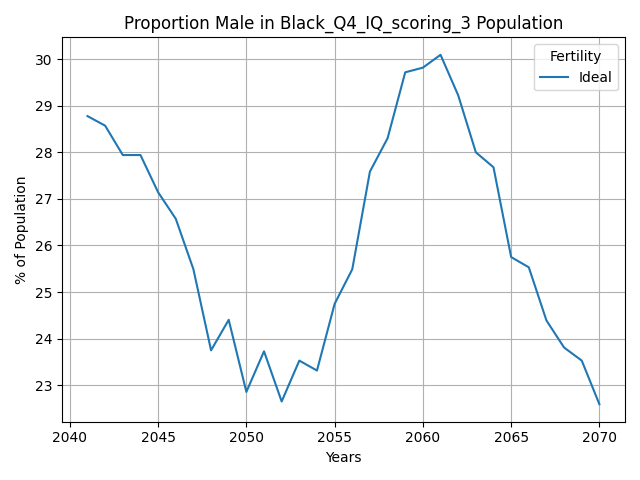 Proportion Male in Black_Q4_IQ_scoring_3 Population
Fertility
Ideal
% of Population
30
29
28
27
26
25
24
23
2040 2045 2050 2055 2060 2065 2070
Years